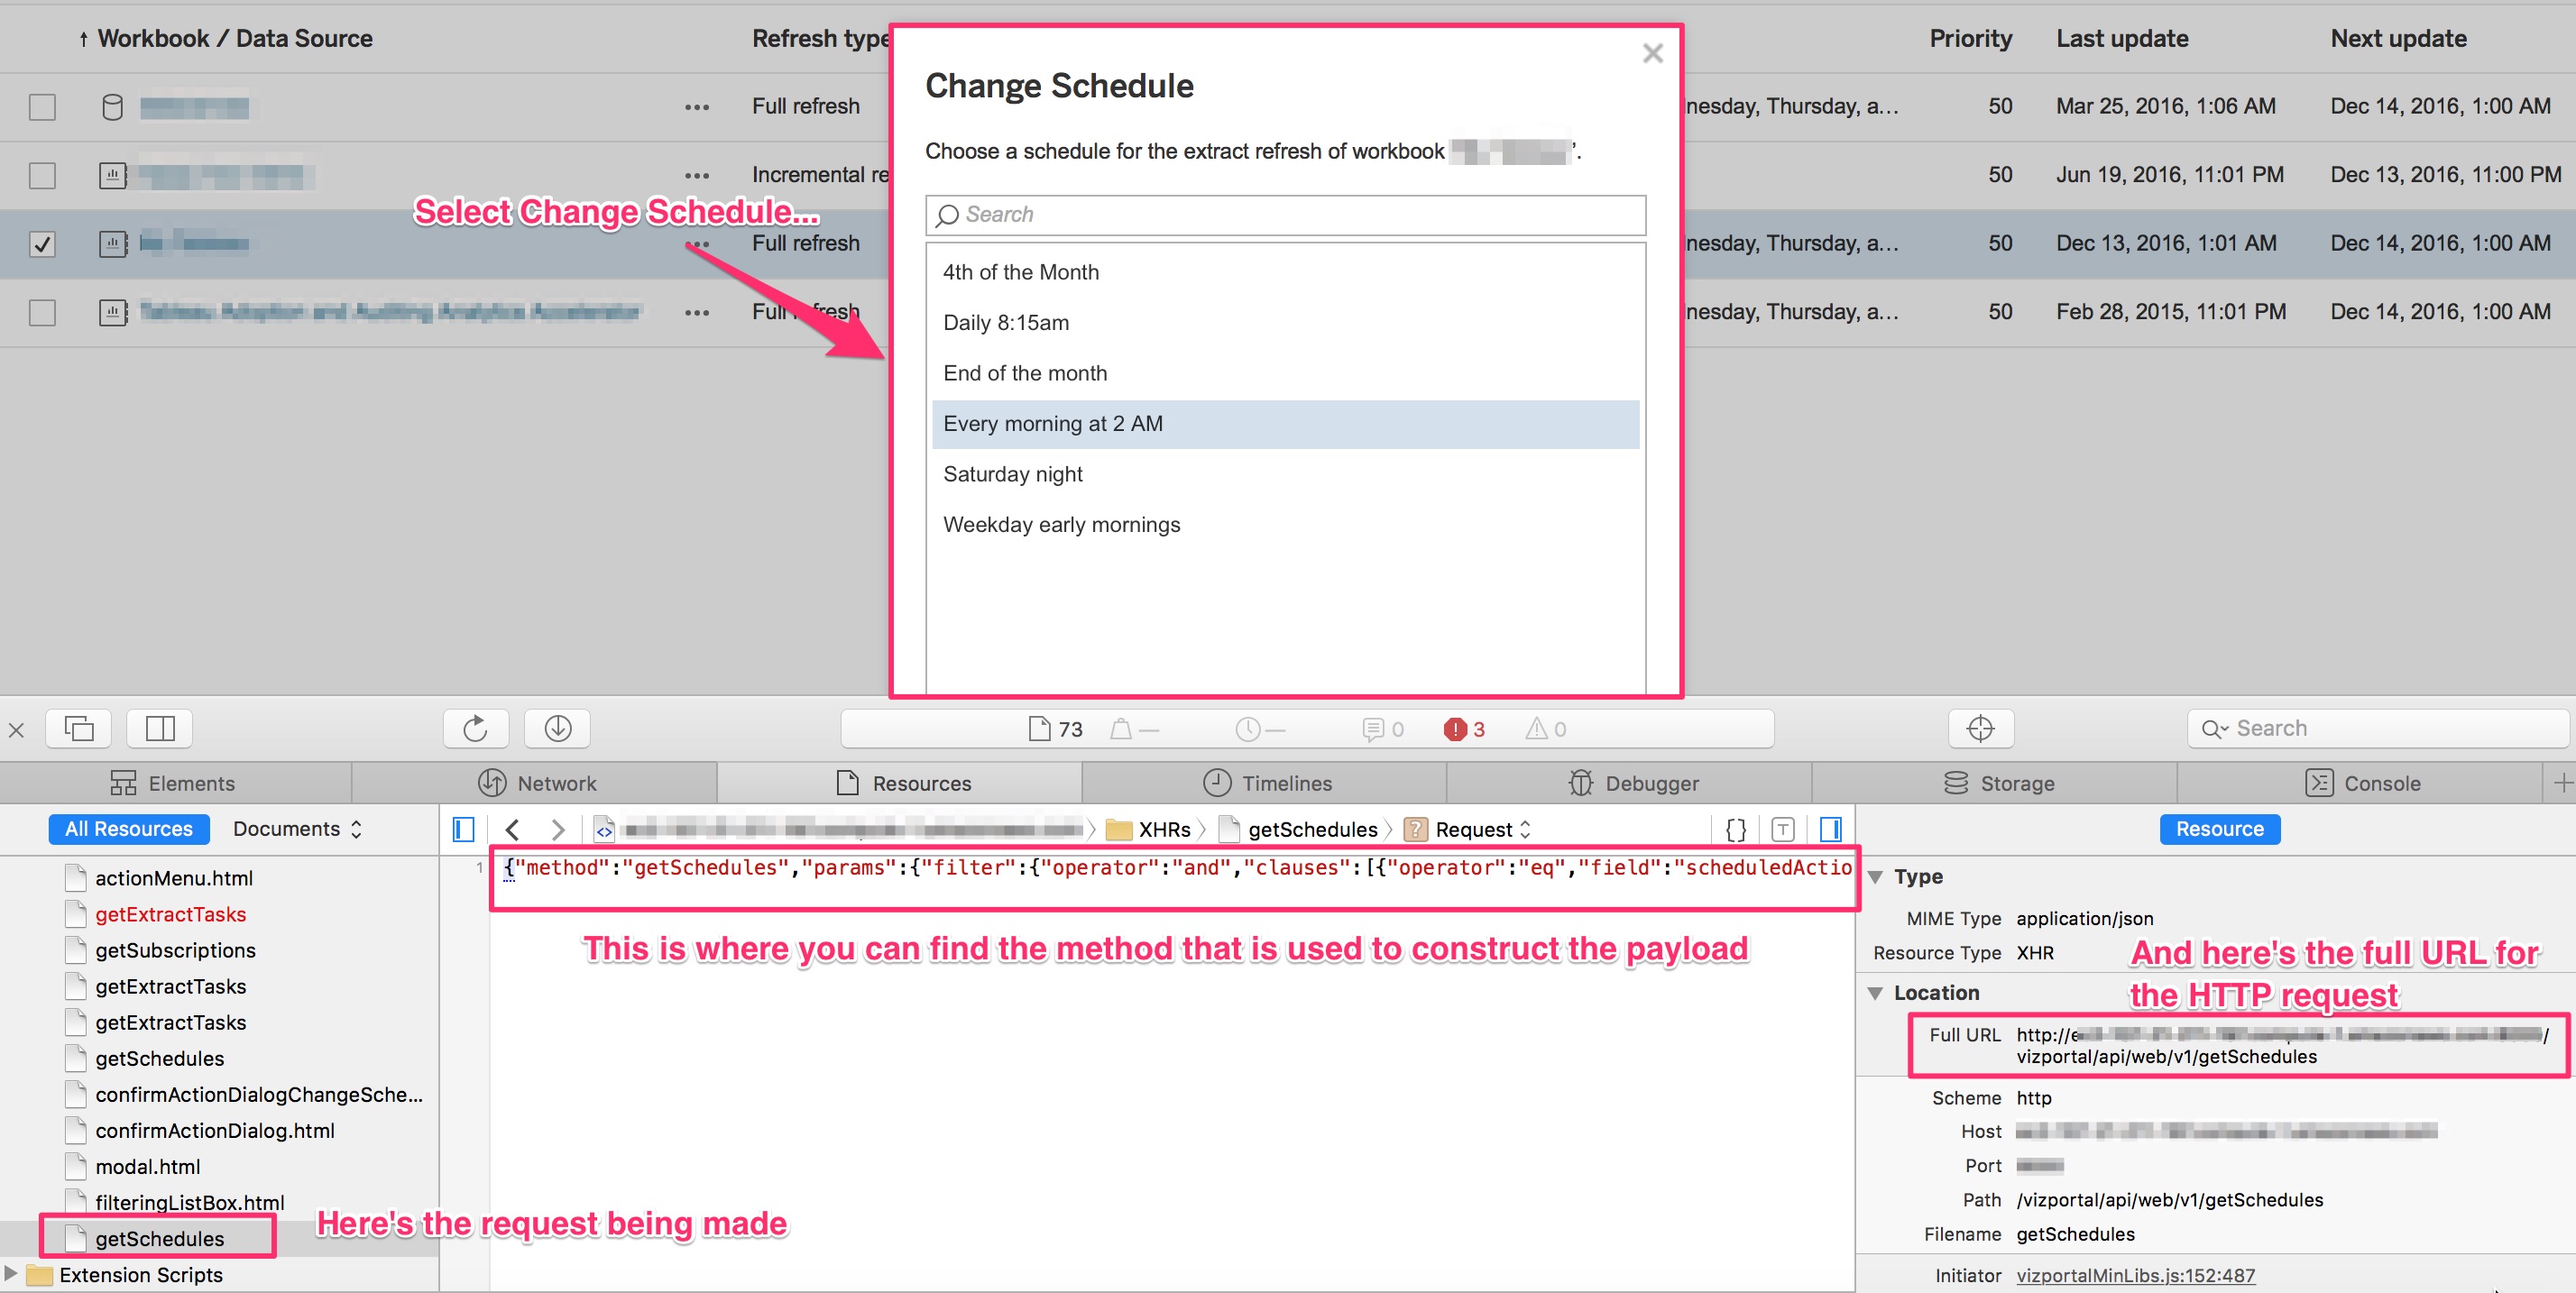 ↑ Workbook / Data Source Refresh type Priority Last update Next update
••• Full refresh nesday, Thursday, a... 50 Mar 25, 2016, 1:06 AM Dec 14, 2016, 1:00 AM
••• Incremental re 50 Jun 19, 2016, 11:01 PM Dec 13, 2016, 11:00 PM
Select Change Schedule...
••• Full refresh nesday, Thursday, a... 50 Dec 13, 2016, 1:01 AM Dec 14, 2016, 1:00 AM
••• Full refresh nesday, Thursday, a... 50 Feb 28, 2015, 11:01 PM Dec 14, 2016, 1:00 AM
Change Schedule
Choose a schedule for the extract refresh of workbook '.
Search
4th of the Month
Daily 8:15am
End of the month
Every morning at 2 AM
Saturday night
Weekday early mornings
73 — — 0 3 0 Search
Elements Network Resources Timelines Debugger Storage Console
All Resources Documents XHRs getSchedules Request {} T Resource
actionMenu.html
getExtractTasks
getSubscriptions
getExtractTasks
getExtractTasks
getSchedules
confirmActionDialogChangeSche...
confirmActionDialog.html
modal.html
filteringListBox.html
getSchedules
Extension Scripts
Here's the request being made
1 {"method":"getSchedules","params":{"filter":{"operator":"and","clauses":[{"operator":"eq","field":"scheduledActio
This is where you can find the method that is used to construct the payload
Type
MIME Type application/json
Resource Type XHR
And here's the full URL for
the HTTP request
Location
Full URL http://e /
vizportal/api/web/v1/getSchedules
Scheme http
Host
Port
Path /vizportal/api/web/v1/getSchedules
Filename getSchedules
Initiator vizportalMinLibs.js:152:487